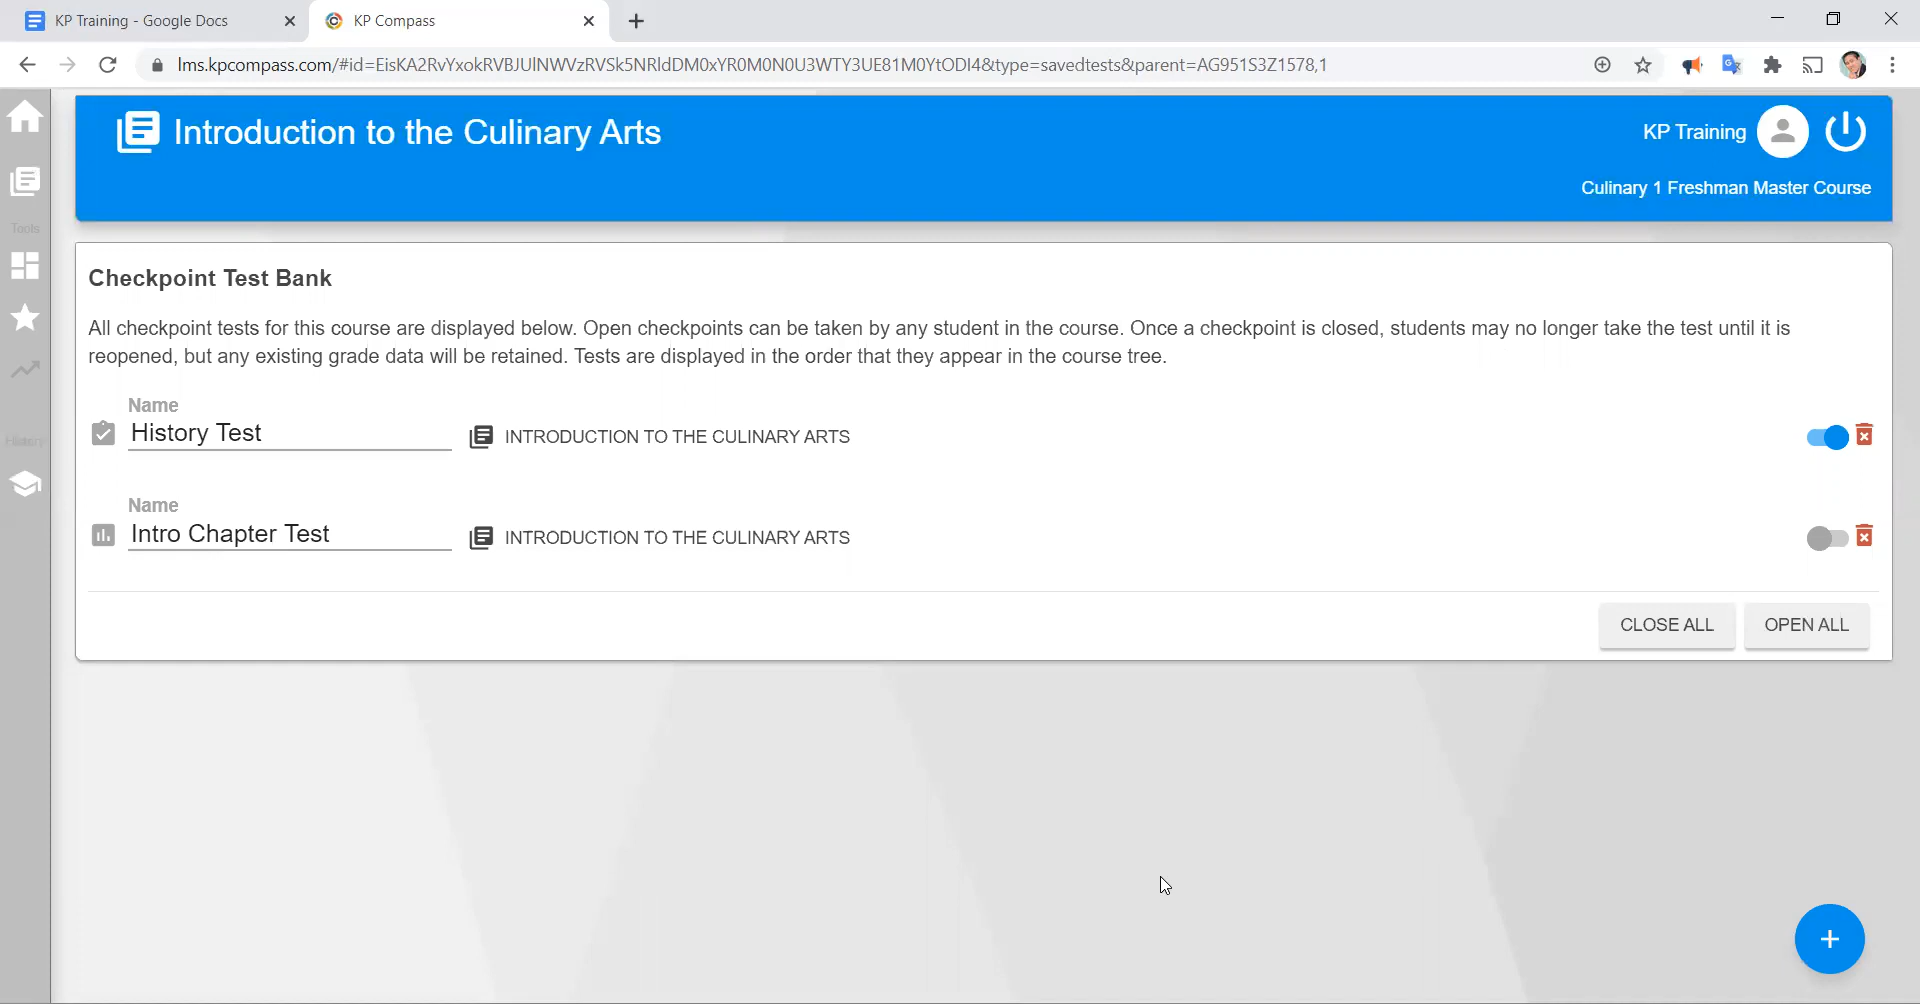 KP Training - Google Docs
KP Compass
lms.kpcompass.com/#id=EisKA2RvYxokRVBJUlNWVzRVSk5NRldDM0xYR0M0N0U3WTY3UE81M0YtODI4&type=savedtests&parent=AG951S3Z1578,1
Introduction to the Culinary Arts
KP Training
Culinary 1 Freshman Master Course
Tools
History
Checkpoint Test Bank
All checkpoint tests for this course are displayed below. Open checkpoints can be taken by any student in the course. Once a checkpoint is closed, students may no longer take the test until it is
reopened, but any existing grade data will be retained. Tests are displayed in the order that they appear in the course tree.
Name
History Test
INTRODUCTION TO THE CULINARY ARTS
Name
Intro Chapter Test
INTRODUCTION TO THE CULINARY ARTS
CLOSE ALL
OPEN ALL